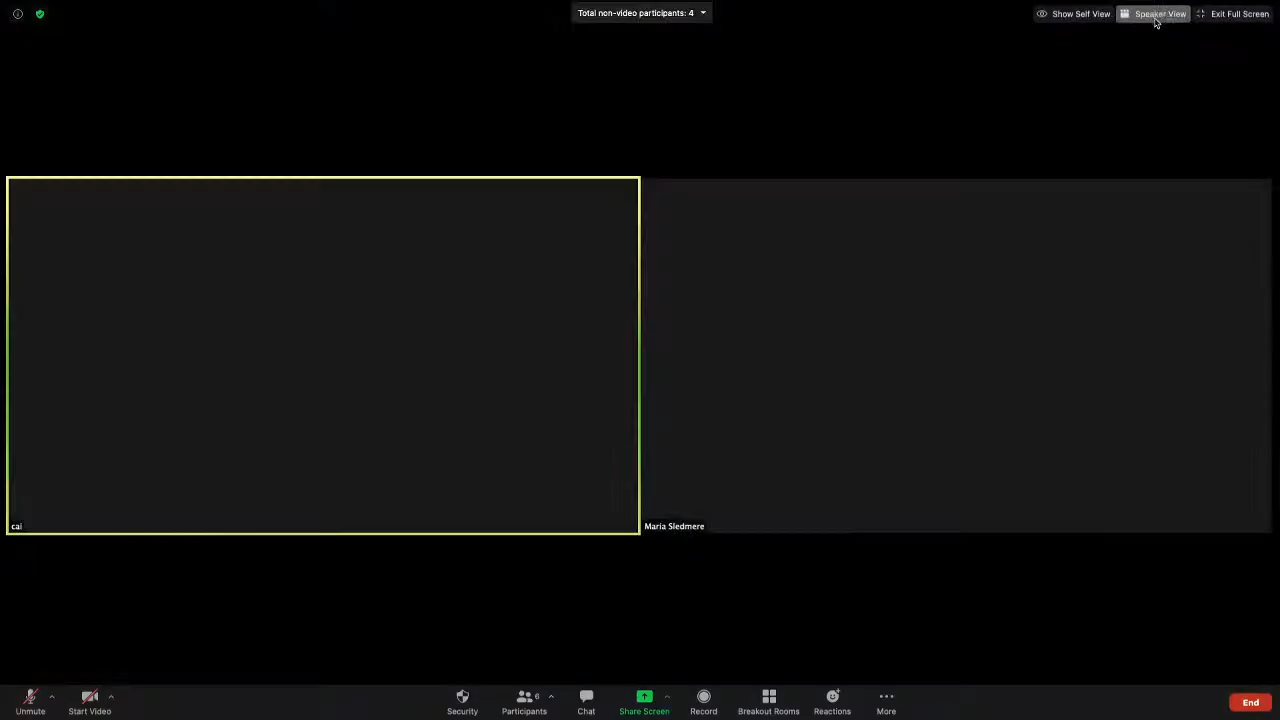 Total non-video participants: 4
Show Self View
Speaker View
Exit Full Screen
cai
Maria Sledmere
Unmute
Start Video
Security
6
Participants
Chat
Share Screen
Record
Breakout Rooms
Reactions
More
End